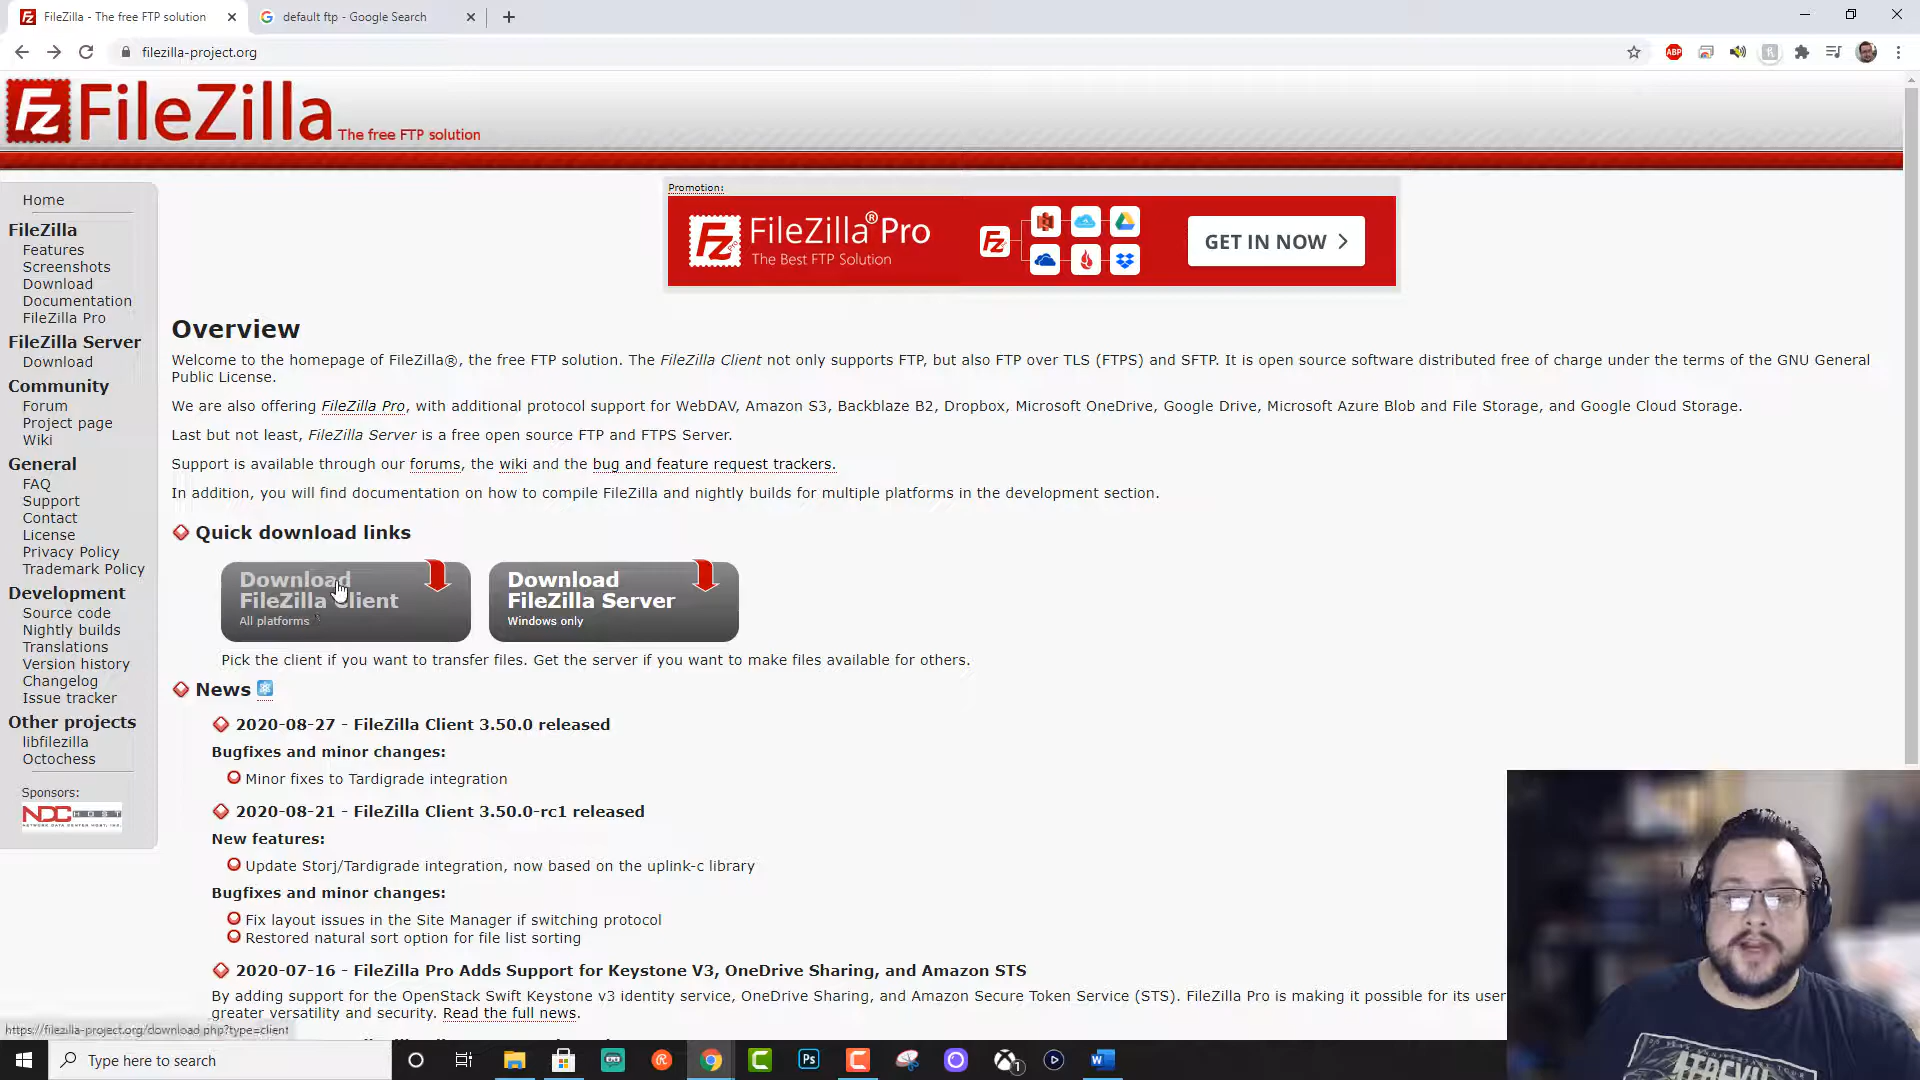 FileZilla - The free FTP solution
default ftp - Google Search
filezilla-project.org
ABP
Fz
FileZilla The free FTP solution
Home
FileZilla
Features
Screenshots
Download
Documentation
FileZilla Pro
FileZilla Server
Download
Community
Forum
Project page
Wiki
General
FAQ
Support
Contact
License
Privacy Policy
Trademark Policy
Development
Source code
Nightly builds
Translations
Version history
Changelog
Issue tracker
Other projects
libfilezilla
Octochess
Sponsors:
NDCHOST
NETWORK DATA CENTER HOST, INC.
Promotion:
Fz
Pro
FileZilla® Pro
The Best FTP Solution
Fz
GET IN NOW
Overview
Welcome to the homepage of FileZilla®, the free FTP solution. The FileZilla Client not only supports FTP, but also FTP over TLS (FTPS) and SFTP. It is open source software distributed free of charge under the terms of the GNU General
Public License.
We are also offering FileZilla Pro, with additional protocol support for WebDAV, Amazon S3, Backblaze B2, Dropbox, Microsoft OneDrive, Google Drive, Microsoft Azure Blob and File Storage, and Google Cloud Storage.
Last but not least, FileZilla Server is a free open source FTP and FTPS Server.
Support is available through our forums, the wiki and the bug and feature request trackers.
In addition, you will find documentation on how to compile FileZilla and nightly builds for multiple platforms in the development section.
Quick download links
Download
FileZilla Client
All platforms
Download
FileZilla Server
Windows only
Pick the client if you want to transfer files. Get the server if you want to make files available for others.
News
2020-08-27 - FileZilla Client 3.50.0 released
Bugfixes and minor changes:
Minor fixes to Tardigrade integration
2020-08-21 - FileZilla Client 3.50.0-rc1 released
New features:
Update Storj/Tardigrade integration, now based on the uplink-c library
Bugfixes and minor changes:
Fix layout issues in the Site Manager if switching protocol
Restored natural sort option for file list sorting
2020-07-16 - FileZilla Pro Adds Support for Keystone V3, OneDrive Sharing, and Amazon STS
By adding support for the OpenStack Swift Keystone v3 identity service, OneDrive Sharing, and Amazon Secure Token Service (STS). FileZilla Pro is making it possible for its user
greater versatility and security. Read the full news.
https://filezilla-project.org/download.php?type=client
Type here to search
Ps
1